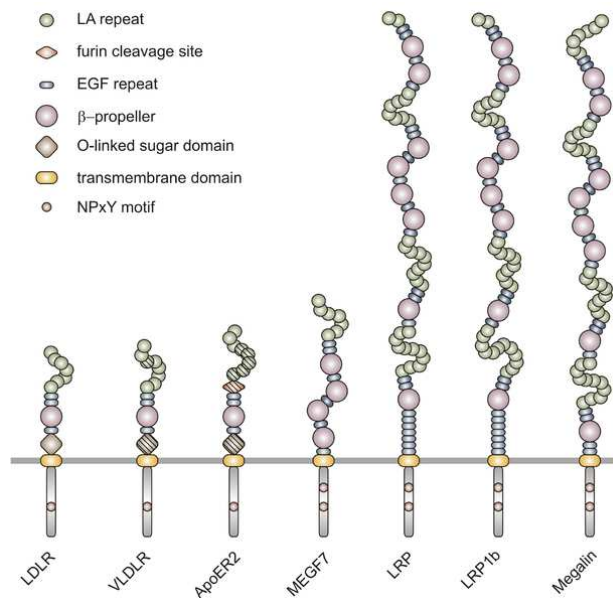 LA repeat
furin cleavage site
EGF repeat
β–propeller
O-linked sugar domain
transmembrane domain
NPxY motif
LDLR
VLDLR
ApoER2
MEGF7
LRP
LRP1b
Megalin